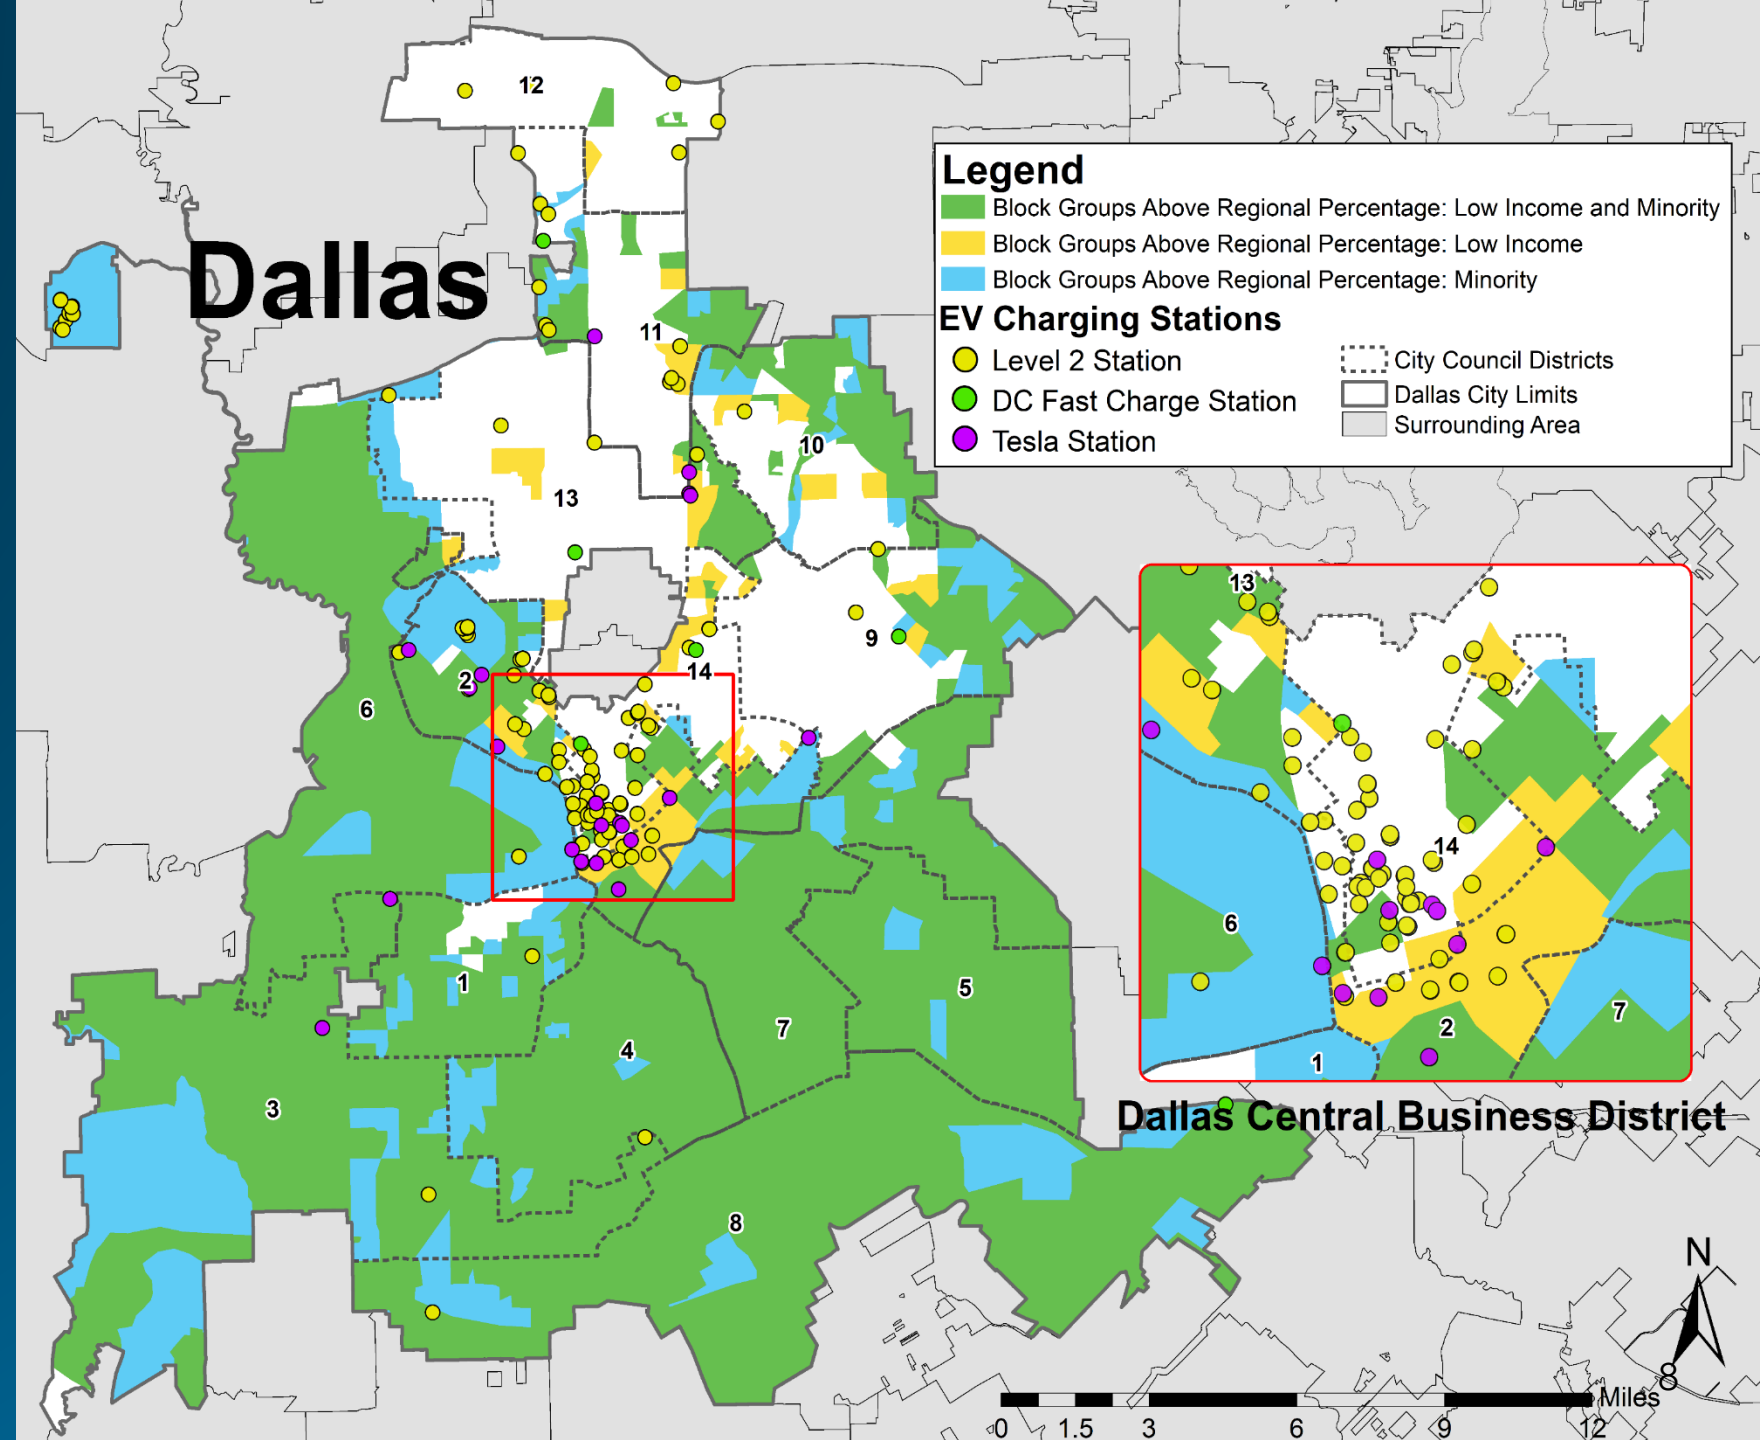 Dallas
Legend
Block Groups Above Regional Percentage: Low Income and Minority
Block Groups Above Regional Percentage: Low Income
Block Groups Above Regional Percentage: Minority
EV Charging Stations
Level 2 Station
DC Fast Charge Station
Tesla Station
City Council Districts
Dallas City Limits
Surrounding Area
12
11
10
13
9
14
2
6
1
5
7
4
3
8
13
14
6
2
7
1
Dallas Central Business District
N
8
Miles
0 1.5 3 6 9 12